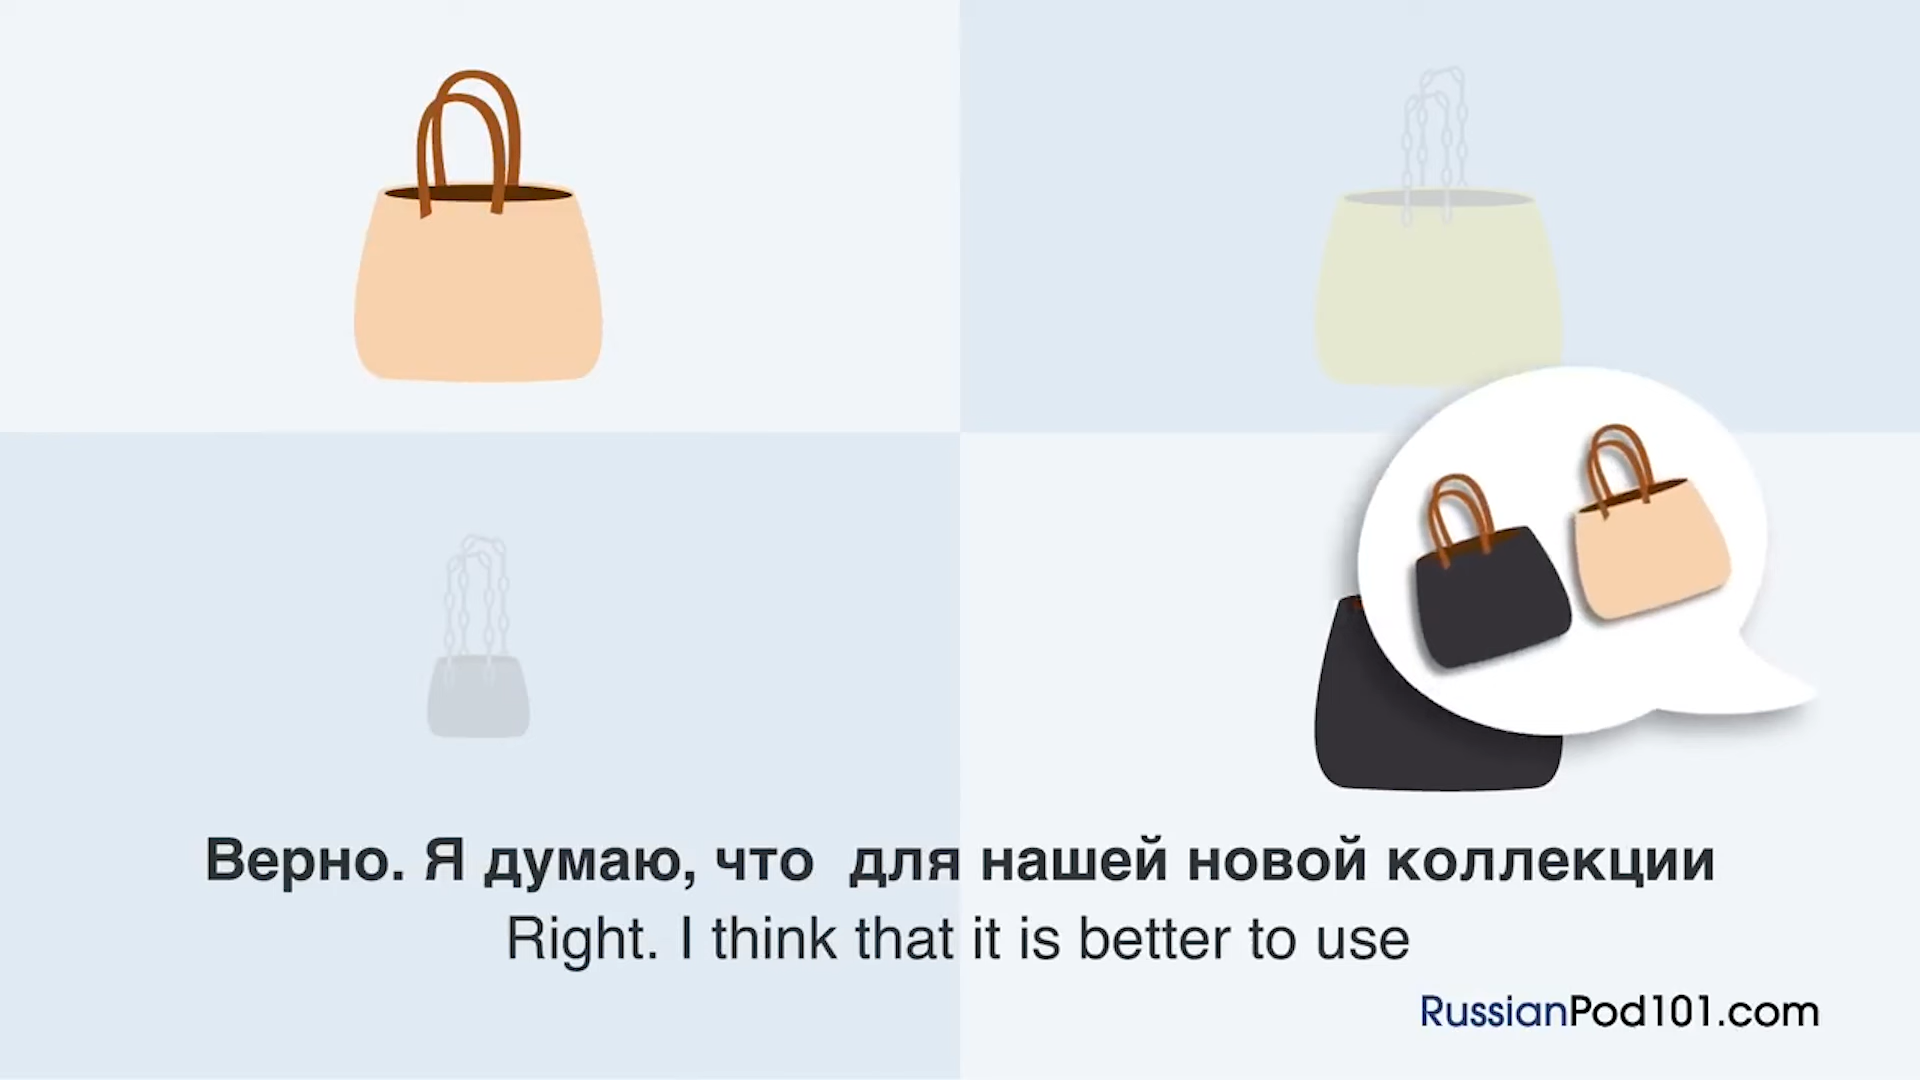 Верно. Я думаю, что для нашей новой коллекции
Right. I think that it is better to use
RussianPod101.com